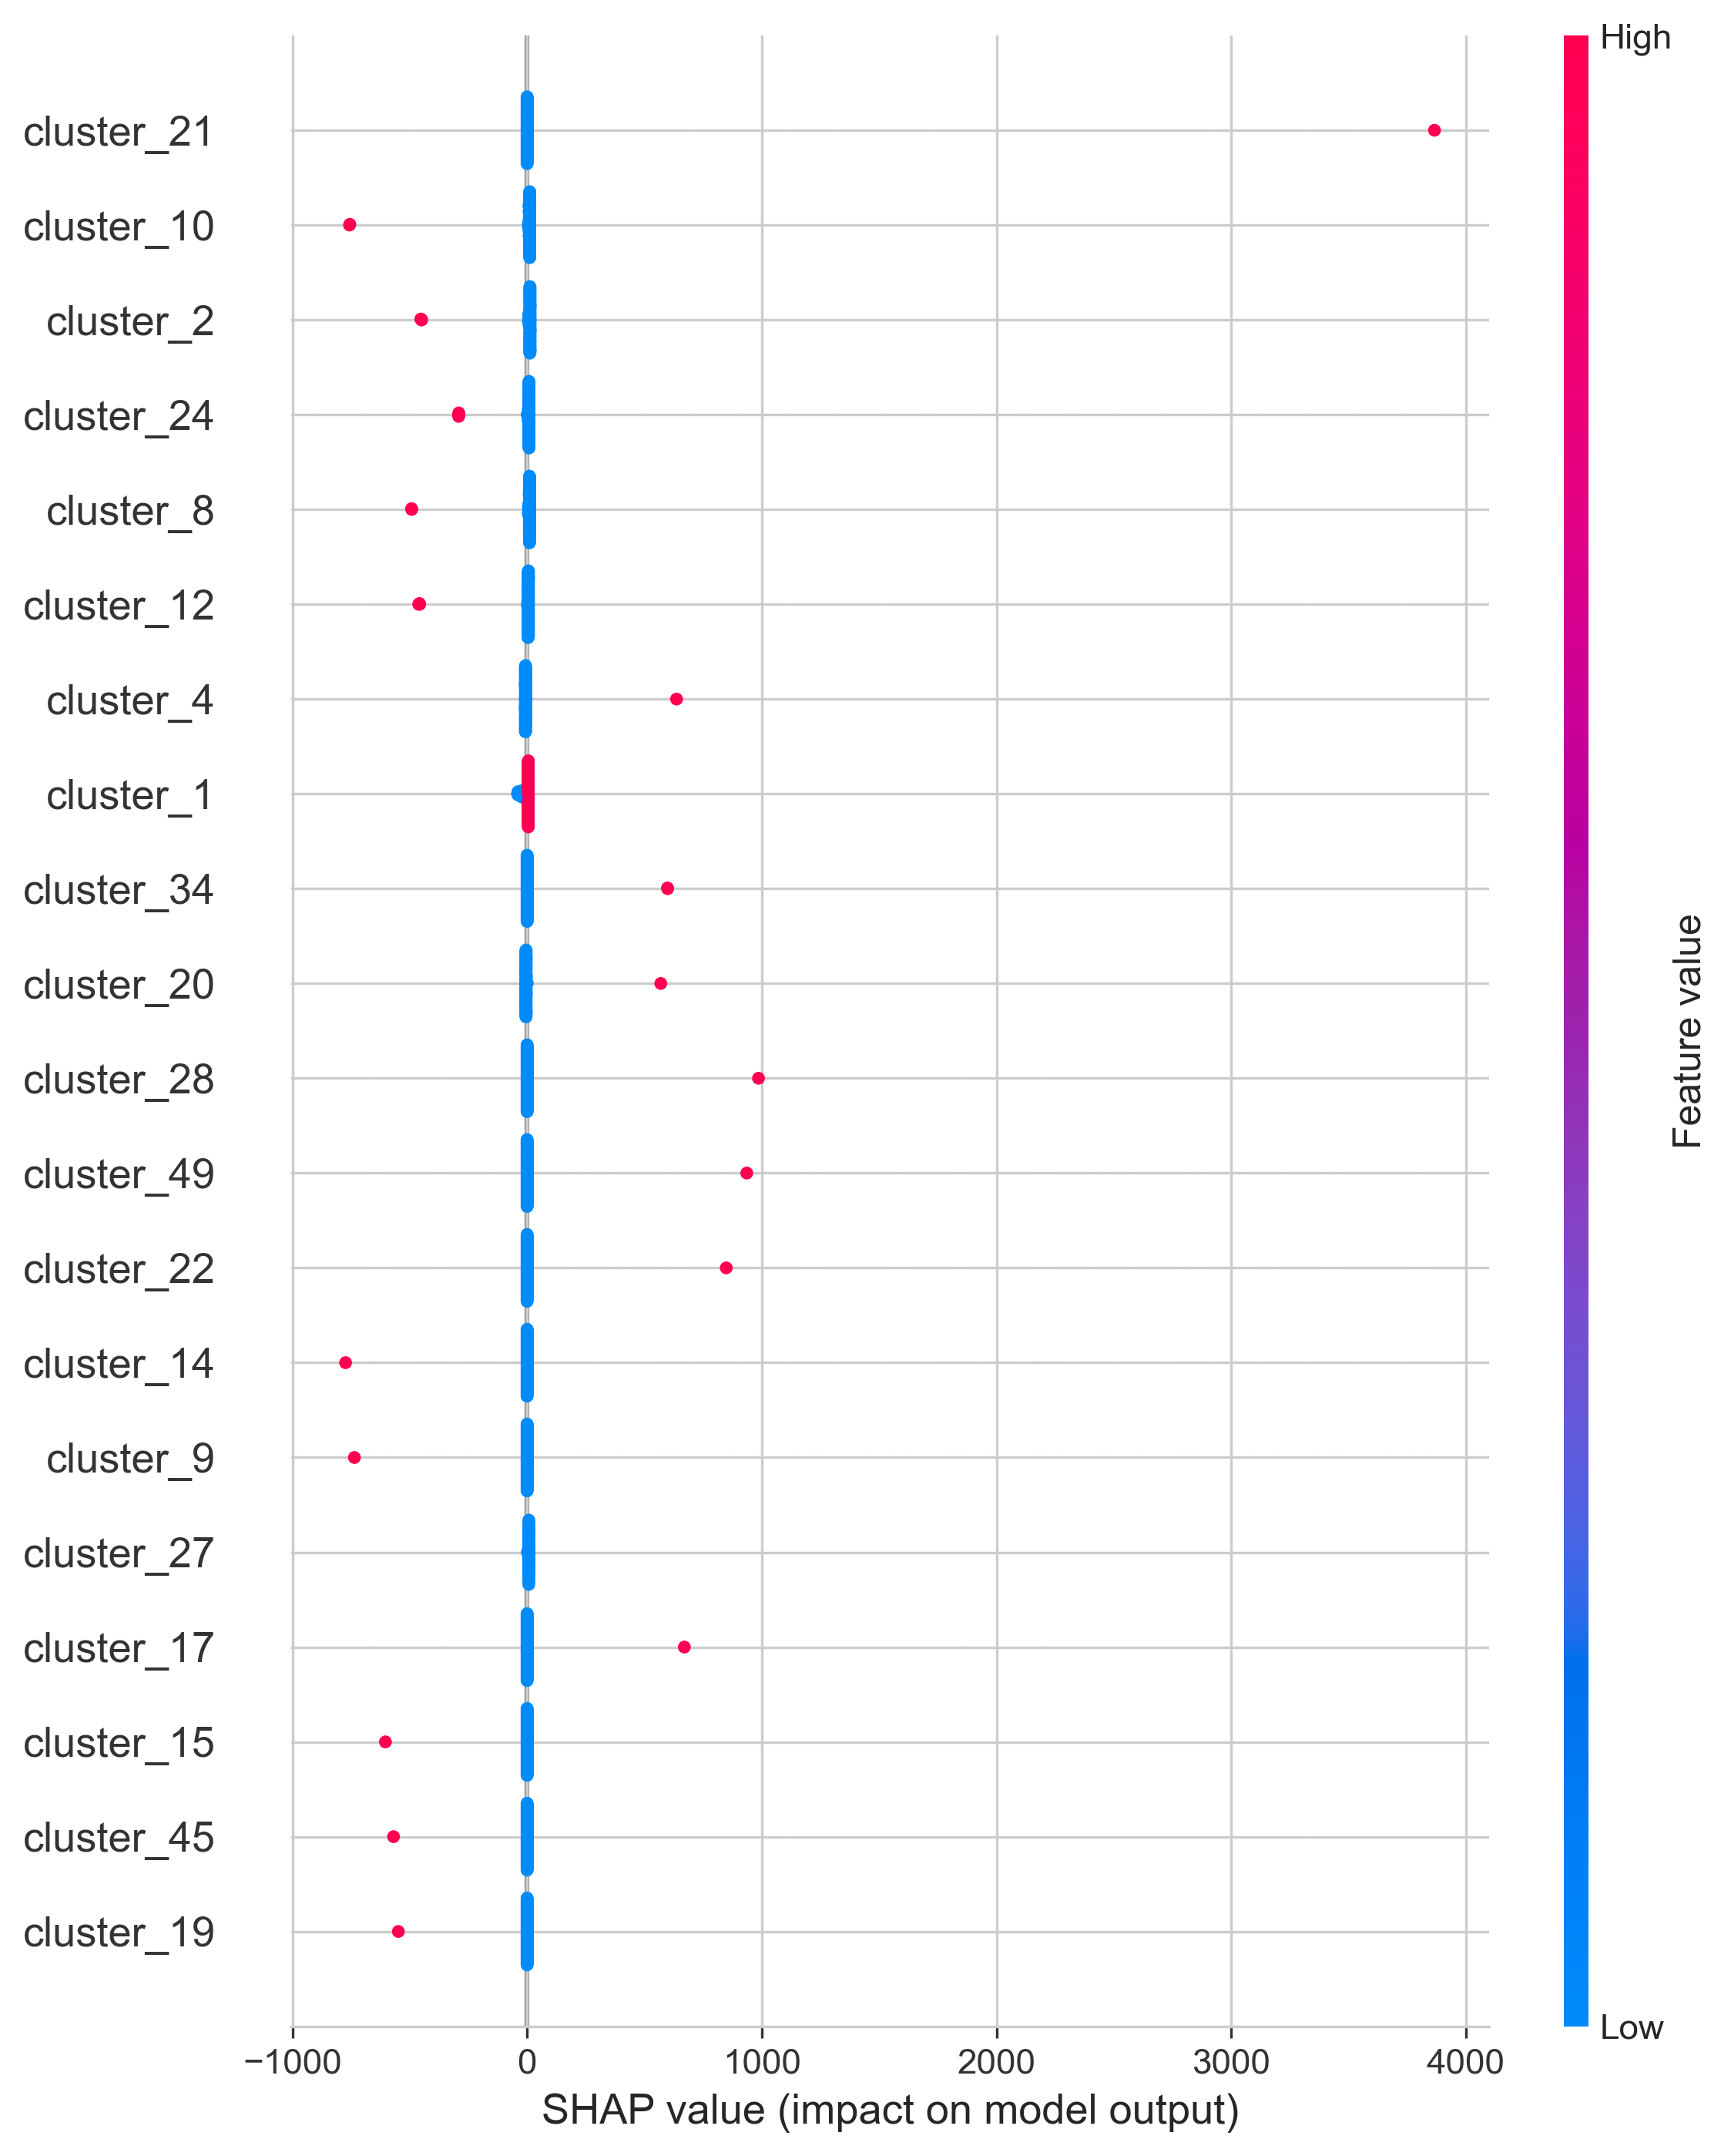 High
cluster_21
cluster_10
cluster_2
cluster_24
cluster_8
cluster_12
cluster_4
cluster_1
cluster_34
cluster_20
cluster_28
cluster_49
cluster_22
cluster_14
cluster_9
cluster_27
cluster_17
cluster_15
cluster_45
cluster_19
Feature value
Low
−1000 0 1000 2000 3000 4000
SHAP value (impact on model output)